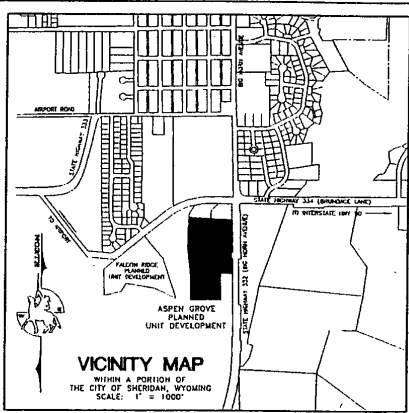 BIG HORN AVENUE
AIRPORT ROAD
STATE HIGHWAY 333
STATE HIGHWAY 334 (BRUNDAGE LANE)
TO INTERSTATE HWY 90
TO AIRPORT
STATE HIGHWAY 332 (BIG HORN AVENUE)
FALCON RIDGE
PLANNED
UNIT DEVELOPMENT
NORTH
ASPEN GROVE
PLANNED
UNIT DEVELOPMENT
VICINITY MAP
WITHIN A PORTION OF
THE CITY OF SHERIDAN, WYOMING
SCALE: 1" = 1000'